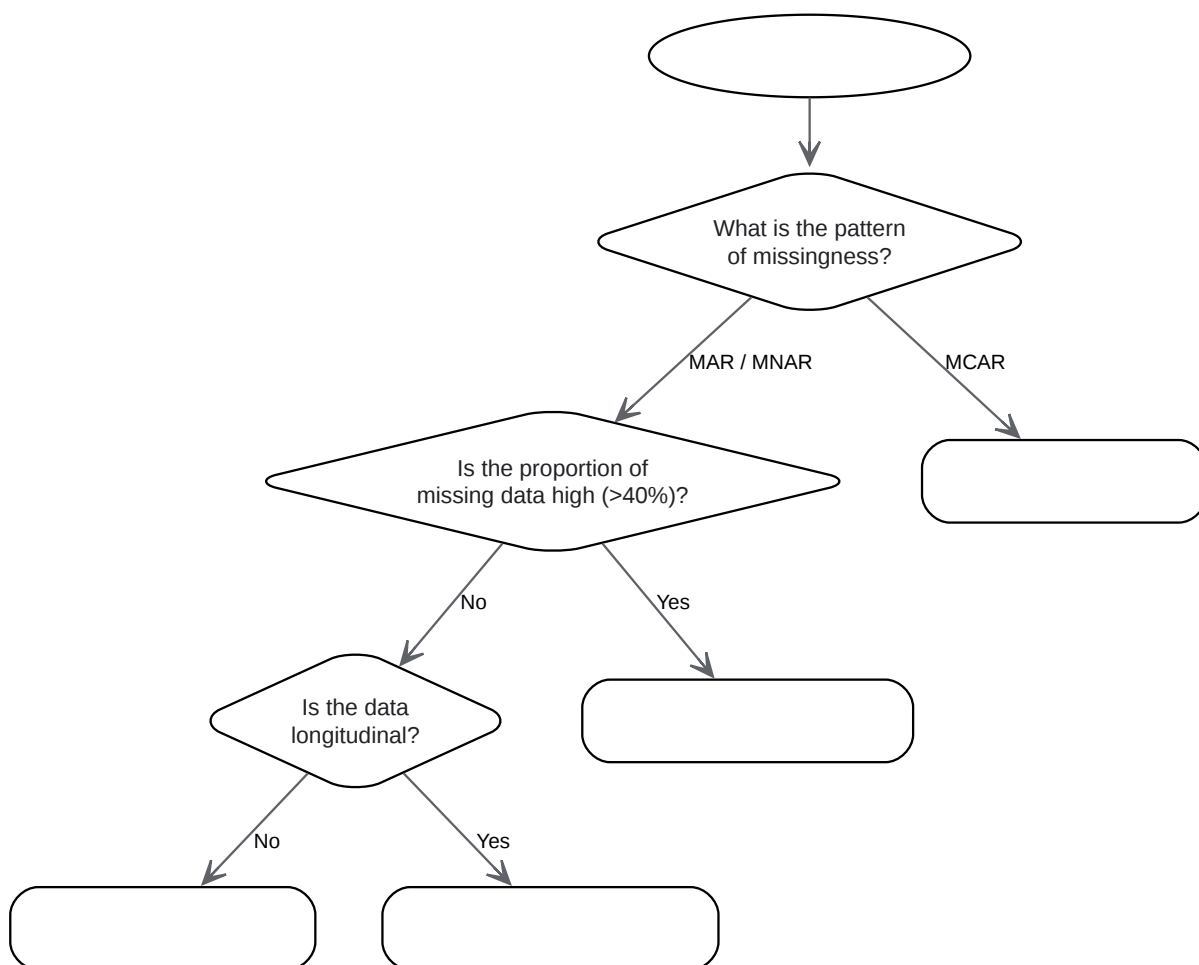 What is the pattern
of missingness?
MAR / MNAR
MCAR
Is the proportion of
missing data high (>40%)?
No
Yes
Is the data
longitudinal?
No
Yes